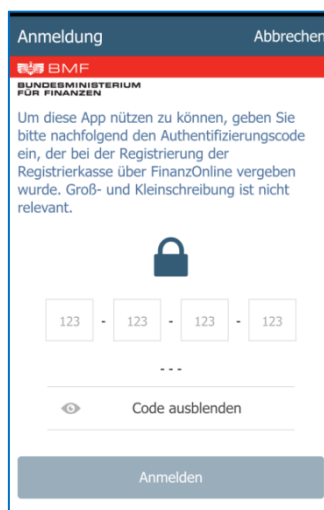 Anmeldung Abbrechen
BMF
BUNDESMINISTERIUM
FÜR FINANZEN
Um diese App nützen zu können, geben Sie
bitte nachfolgend den Authentifizierungscode
ein, der bei der Registrierung der
Registrierkasse über FinanzOnline vergeben
wurde. Groß- und Kleinschreibung ist nicht
relevant.
123 - 123 - 123 - 123
---
Code ausblenden
Anmelden